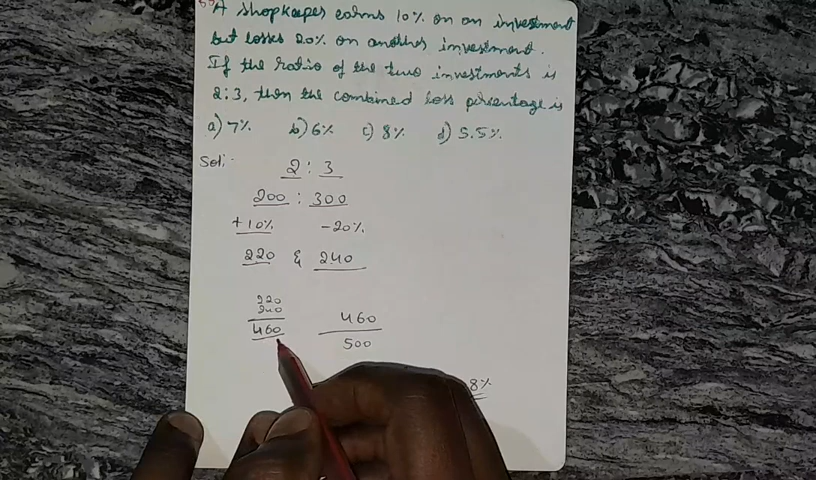 A shopkeeper earns 10% on an investment
but losses 20% on another investment.
If the ratio of the two investments is
2:3, then the combined loss percentage is
a) 7%. b) 6% c) 8% d) 5.5%.
Sol:-
2 : 3
200 : 300
+10% -20%
220 & 240
220
240
460
460
500
8%